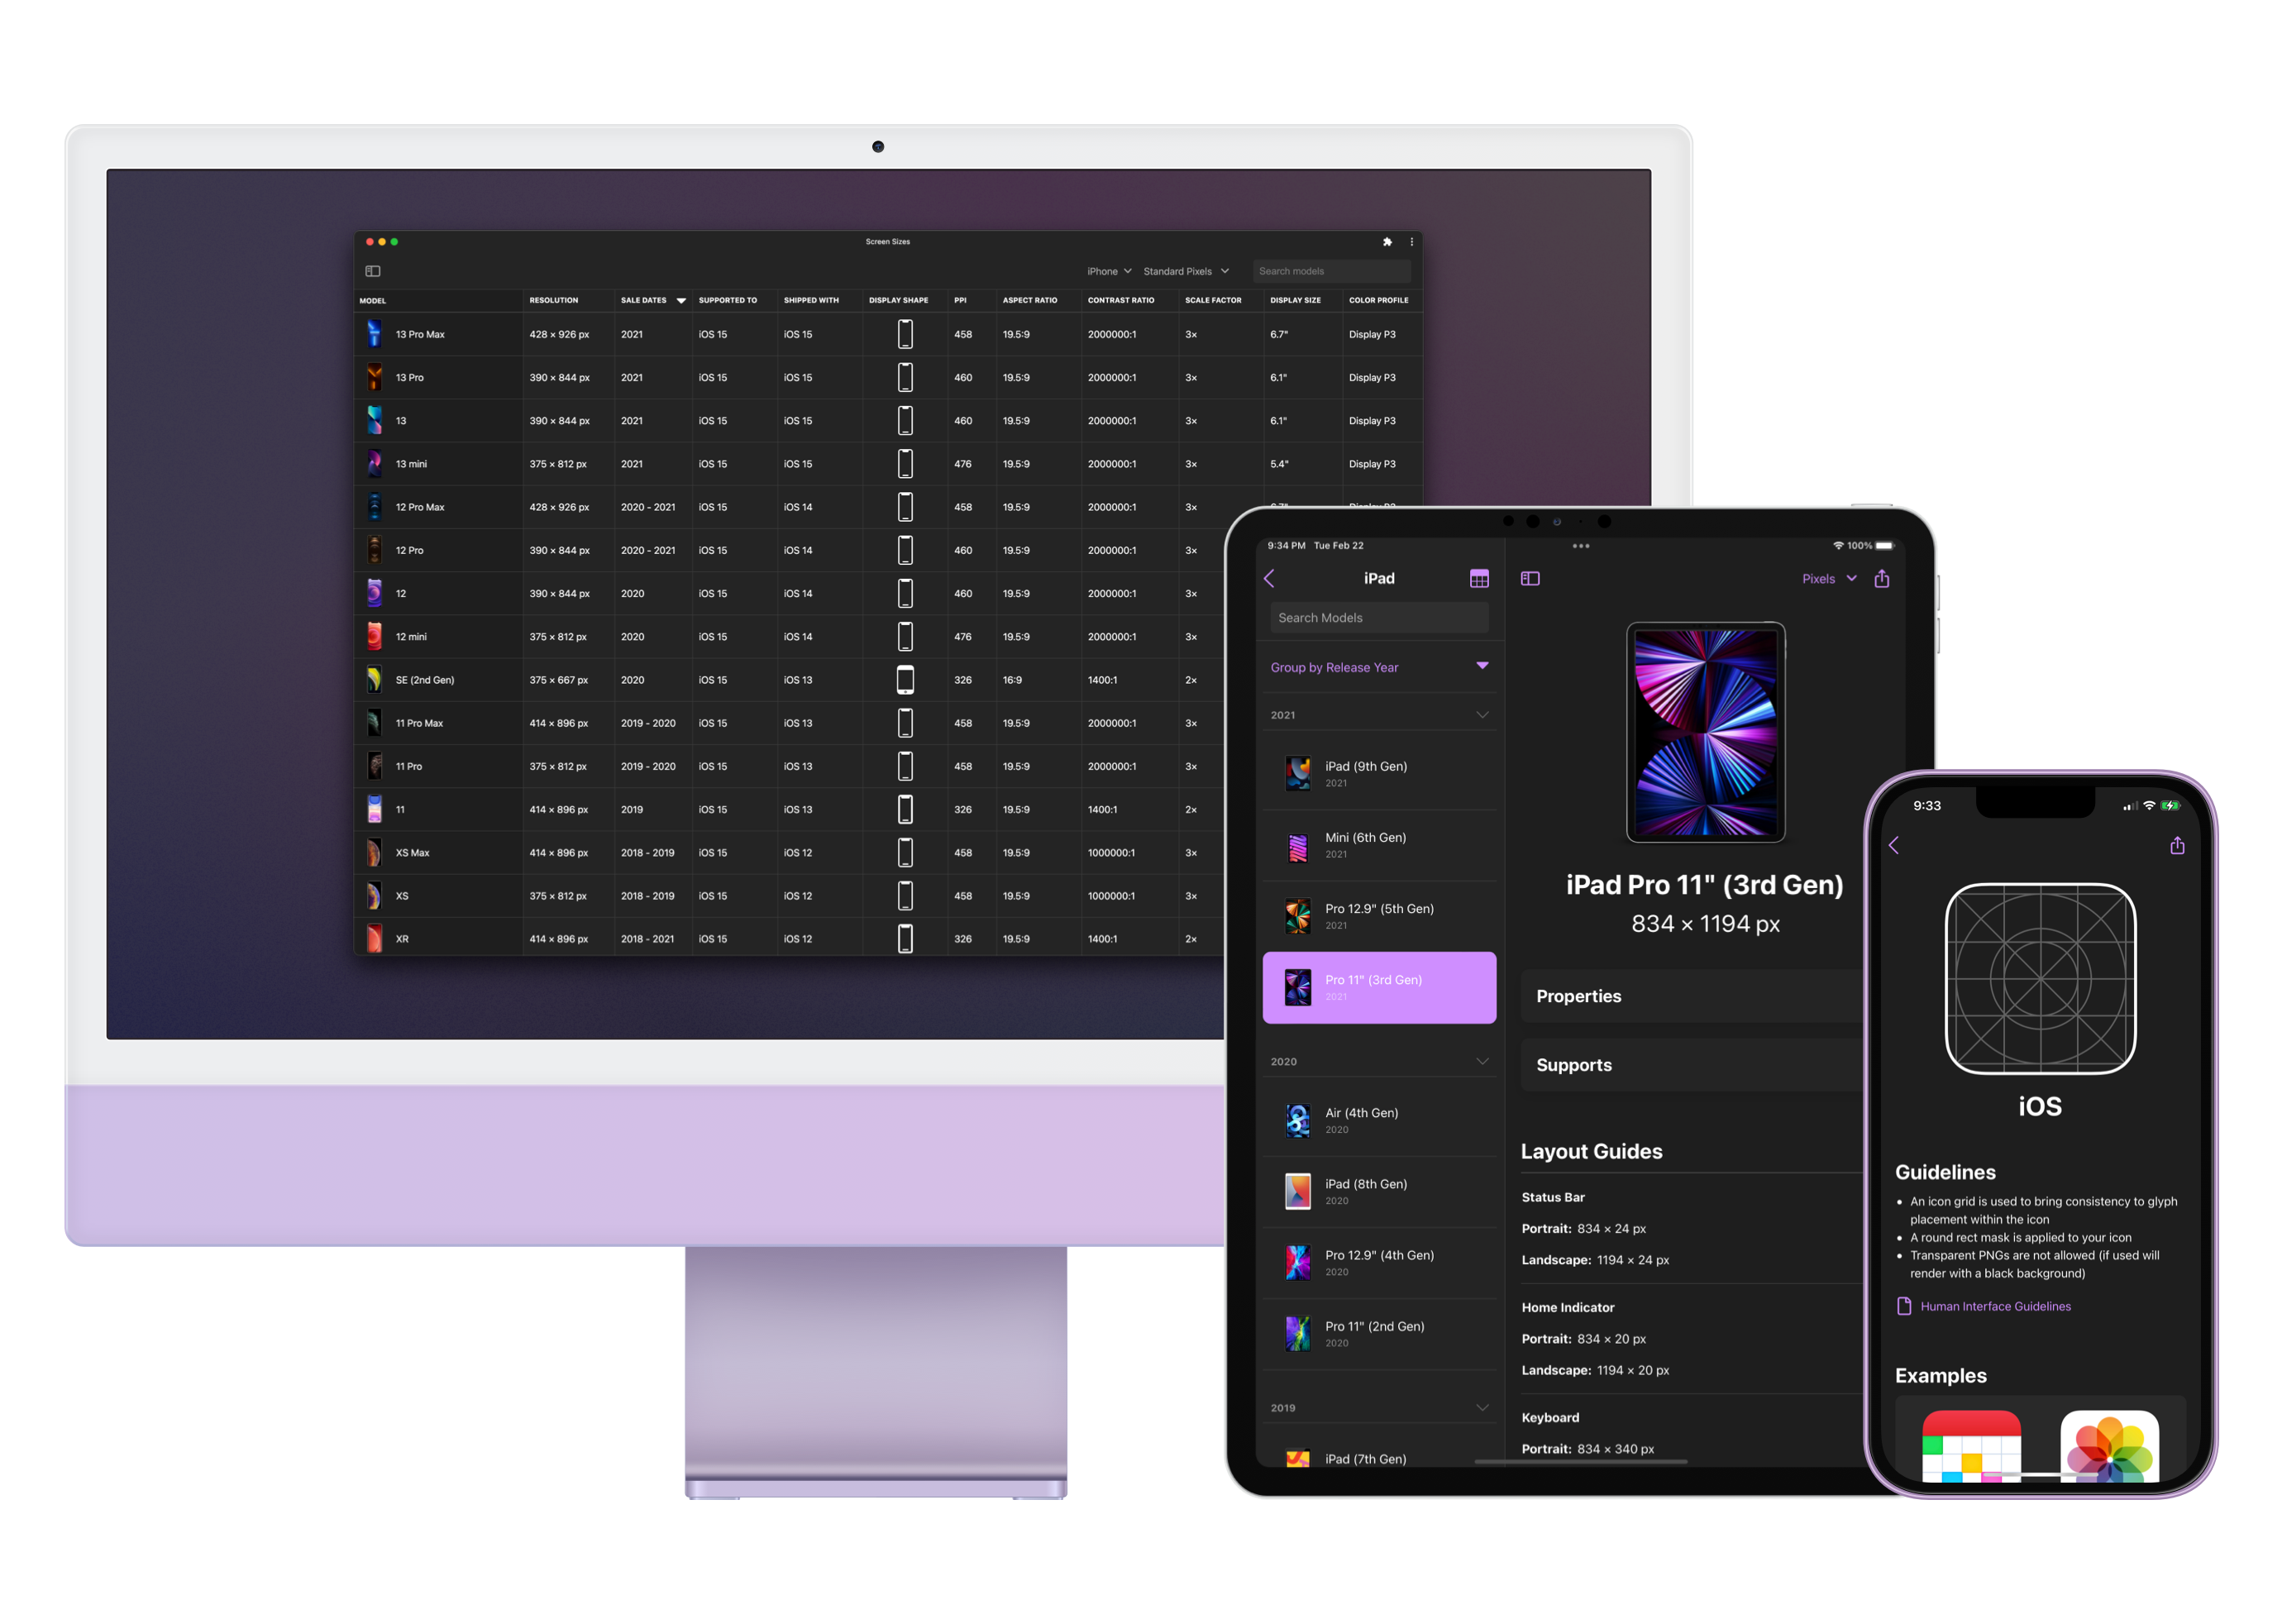 Screen Sizes
iPhone Standard Pixels Search models
MODEL RESOLUTION SALE DATES SUPPORTED TO SHIPPED WITH DISPLAY SHAPE PPI ASPECT RATIO CONTRAST RATIO SCALE FACTOR DISPLAY SIZE COLOR PROFILE
13 Pro Max 428 × 926 px 2021 iOS 15 iOS 15 458 19.5:9 2000000:1 3× 6.7" Display P3
13 Pro 390 × 844 px 2021 iOS 15 iOS 15 460 19.5:9 2000000:1 3× 6.1" Display P3
13 390 × 844 px 2021 iOS 15 iOS 15 460 19.5:9 2000000:1 3× 6.1" Display P3
13 mini 375 × 812 px 2021 iOS 15 iOS 15 476 19.5:9 2000000:1 3× 5.4" Display P3
12 Pro Max 428 × 926 px 2020 - 2021 iOS 15 iOS 14 458 19.5:9 2000000:1 3×
12 Pro 390 × 844 px 2020 - 2021 iOS 15 iOS 14 460 19.5:9 2000000:1 3×
12 390 × 844 px 2020 iOS 15 iOS 14 460 19.5:9 2000000:1 3×
12 mini 375 × 812 px 2020 iOS 15 iOS 14 476 19.5:9 2000000:1 3×
SE (2nd Gen) 375 × 667 px 2020 iOS 15 iOS 13 326 16:9 1400:1 2×
11 Pro Max 414 × 896 px 2019 - 2020 iOS 15 iOS 13 458 19.5:9 2000000:1 3×
11 Pro 375 × 812 px 2019 - 2020 iOS 15 iOS 13 458 19.5:9 2000000:1 3×
11 414 × 896 px 2019 iOS 15 iOS 13 326 19.5:9 1400:1 2×
XS Max 414 × 896 px 2018 - 2019 iOS 15 iOS 12 458 19.5:9 1000000:1 3×
XS 375 × 812 px 2018 - 2019 iOS 15 iOS 12 458 19.5:9 1000000:1 3×
XR 414 × 896 px 2018 - 2021 iOS 15 iOS 12 326 19.5:9 1400:1 2×
9:34 PM Tue Feb 22
100%
iPad
Search Models
Group by Release Year
2021
iPad (9th Gen)
2021
Mini (6th Gen)
2021
Pro 12.9" (5th Gen)
2021
Pro 11" (3rd Gen)
2021
2020
Air (4th Gen)
2020
iPad (8th Gen)
2020
Pro 12.9" (4th Gen)
2020
Pro 11" (2nd Gen)
2020
2019
iPad (7th Gen)
Pixels
iPad Pro 11" (3rd Gen)
834 × 1194 px
Properties
Supports
Layout Guides
Status Bar
Portrait: 834 × 24 px
Landscape: 1194 × 24 px
Home Indicator
Portrait: 834 × 20 px
Landscape: 1194 × 20 px
Keyboard
Portrait: 834 × 340 px
9:33
iOS
Guidelines
• An icon grid is used to bring consistency to glyph
placement within the icon
• A round rect mask is applied to your icon
• Transparent PNGs are not allowed (if used will
render with a black background)
Human Interface Guidelines
Examples